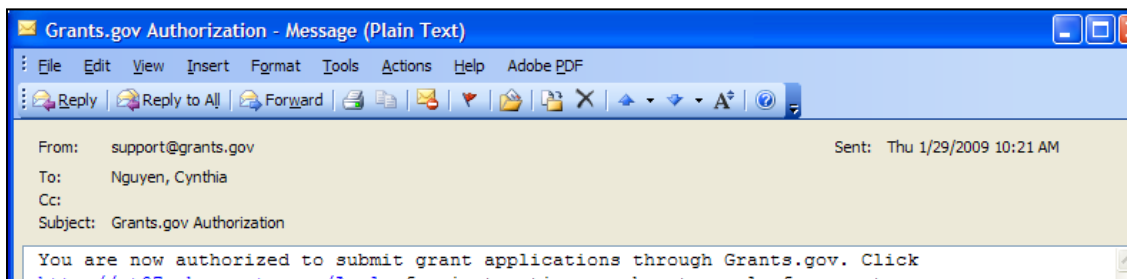 Grants.gov Authorization - Message (Plain Text)
File Edit View Insert Format Tools Actions Help Adobe PDF
Reply Reply to All Forward
From: support@grants.gov Sent: Thu 1/29/2009 10:21 AM
To: Nguyen, Cynthia
Cc:
Subject: Grants.gov Authorization
You are now authorized to submit grant applications through Grants.gov. Click